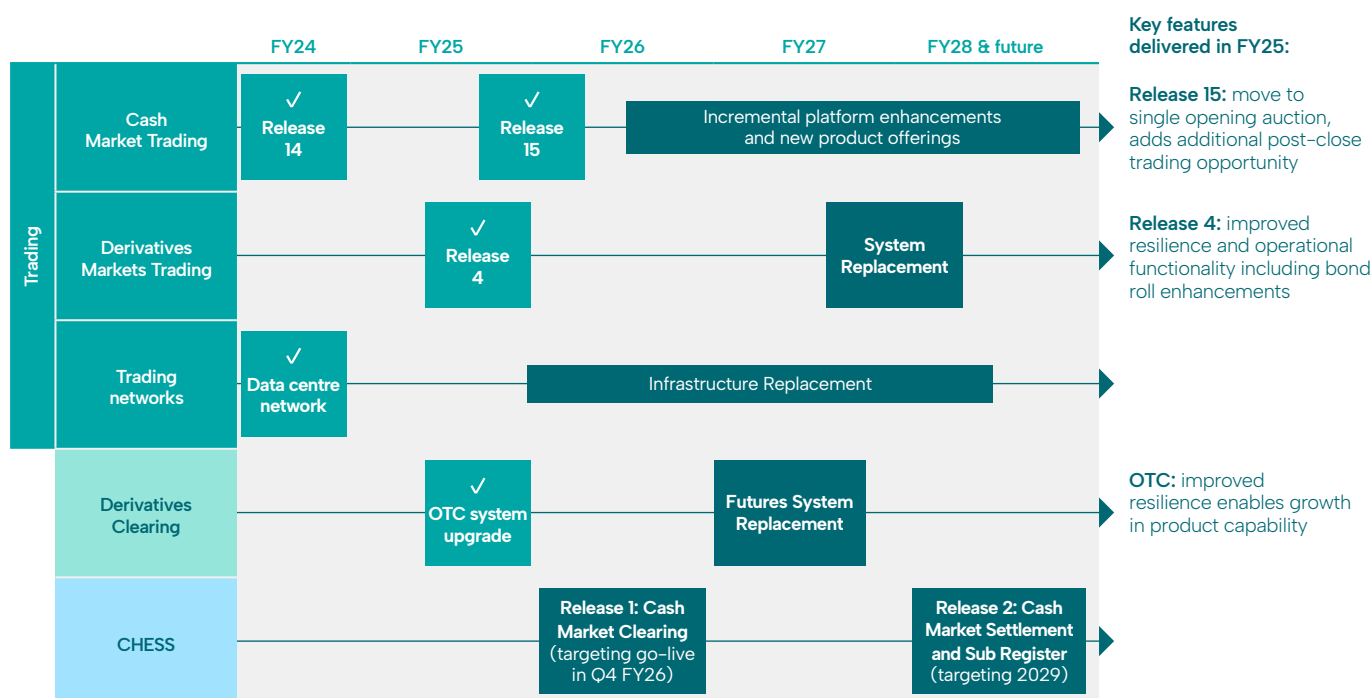 FY24
FY25
FY26
FY27
FY28 & future
Key features
delivered in FY25:
Trading
Cash
Market Trading
✓
Release
14
✓
Release
15
Incremental platform enhancements
and new product offerings
Release 15: move to
single opening auction,
adds additional post-close
trading opportunity
Derivatives
Markets Trading
✓
Release
4
System
Replacement
Release 4: improved
resilience and operational
functionality including bond
roll enhancements
Trading
networks
✓
Data centre
network
Infrastructure Replacement
Derivatives
Clearing
✓
OTC system
upgrade
Futures System
Replacement
OTC: improved
resilience enables growth
in product capability
CHESS
Release 1: Cash
Market Clearing
(targeting go-live
in Q4 FY26)
Release 2: Cash
Market Settlement
and Sub Register
(targeting 2029)